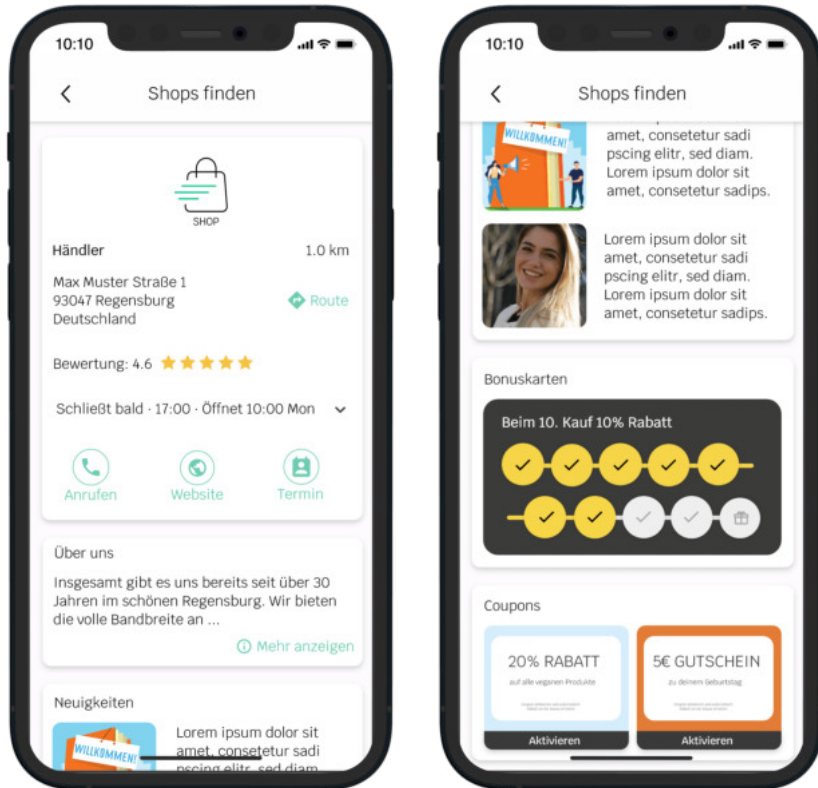 10:10
Shops finden
SHOP
Händler
1.0 km
Max Muster Straße 1
93047 Regensburg
Deutschland
Route
Bewertung: 4.6
Schließt bald · 17:00 · Öffnet 10:00 Mon
Anrufen
Website
Termin
Über uns
Insgesamt gibt es uns bereits seit über 30
Jahren im schönen Regensburg. Wir bieten
die volle Bandbreite an ...
Mehr anzeigen
Neuigkeiten
WILLKOMMEN!
Lorem ipsum dolor sit
amet, consetetur sadi
pscing elitr, sed diam
10:10
Shops finden
WILLKOMMEN!
amet, consetetur sadi
pscing elitr, sed diam.
Lorem ipsum dolor sit
amet, consetetur sadips.
Lorem ipsum dolor sit
amet, consetetur sadi
pscing elitr, sed diam.
Lorem ipsum dolor sit
amet, consetetur sadips.
Bonuskarten
Beim 10. Kauf 10% Rabatt
Coupons
20% RABATT
auf alle veganen Produkte
Aktivieren
5€ GUTSCHEIN
zu deinem Geburtstag
Aktivieren